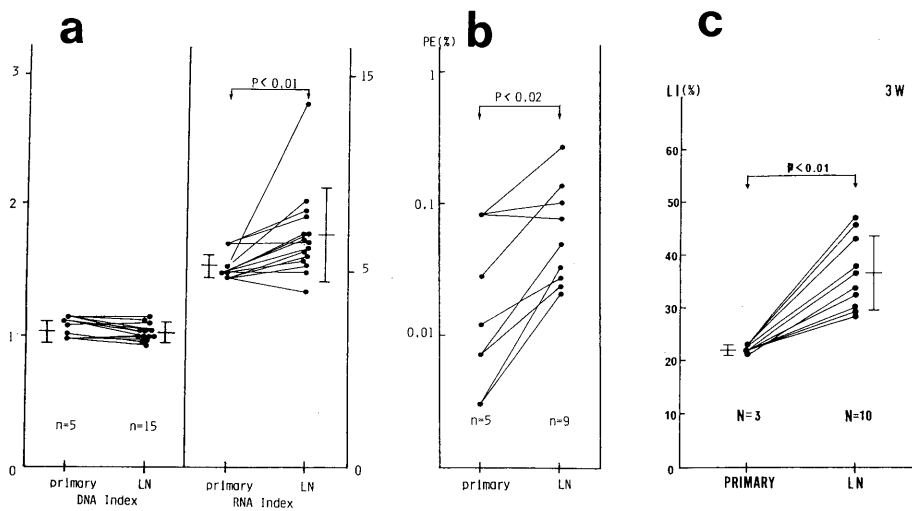 a
b
c
3
2
1
0
P<0.01
15
5
0
n=5
n=15
primary
LN
DNA Index
primary
LN
RNA Index
PE(%)
1
0.1
0.01
P<0.02
n=5
n=9
primary
LN
LI(%)
3W
60
50
40
30
20
10
0
P<0.01
N=3
N=10
PRIMARY
LN